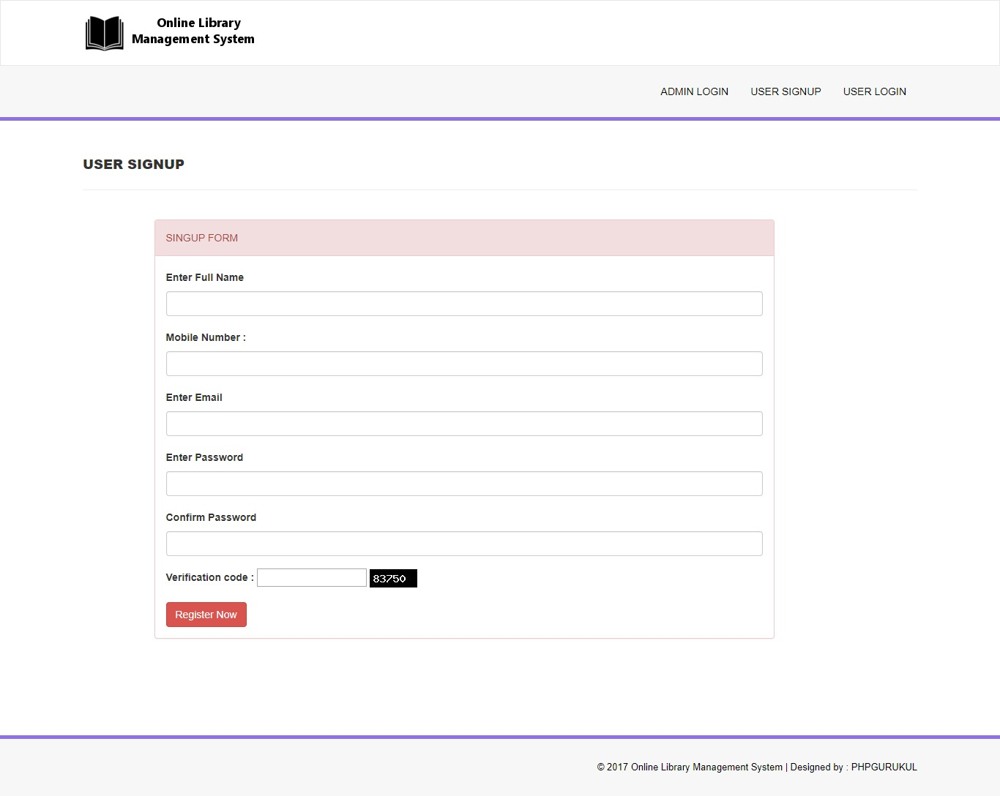 Online Library
Management System
ADMIN LOGIN USER SIGNUP USER LOGIN
USER SIGNUP
SINGUP FORM
Enter Full Name
Mobile Number :
Enter Email
Enter Password
Confirm Password
Verification code : 83750
Register Now
© 2017 Online Library Management System | Designed by : PHPGURUKUL